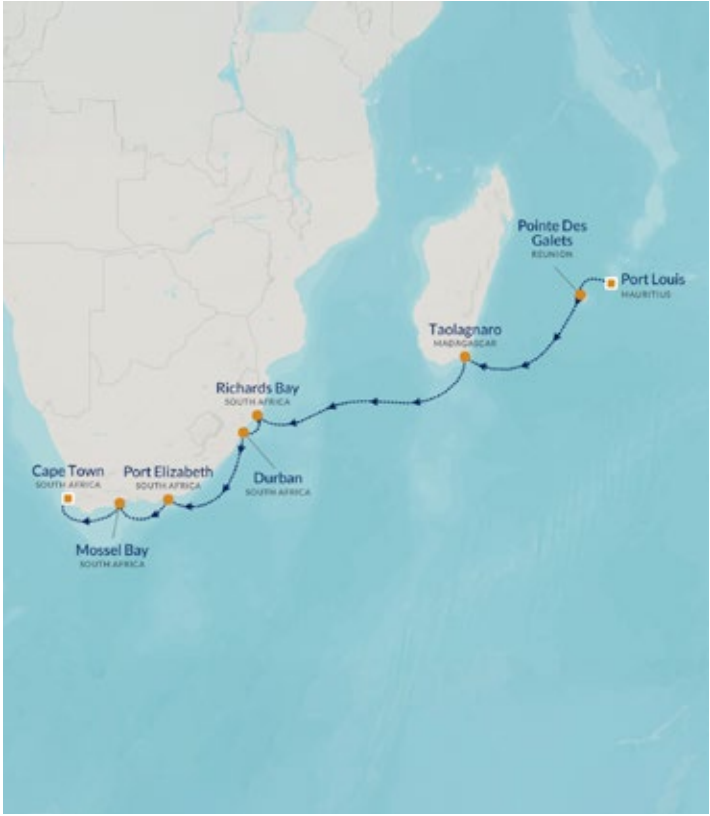 Pointe Des
Galets
REUNION
Port Louis
MAURITIUS
Taolagnaro
MADAGASCAR
Richards Bay
SOUTH AFRICA
Cape Town
SOUTH AFRICA
Port Elizabeth
SOUTH AFRICA
Durban
SOUTH AFRICA
Mossel Bay
SOUTH AFRICA